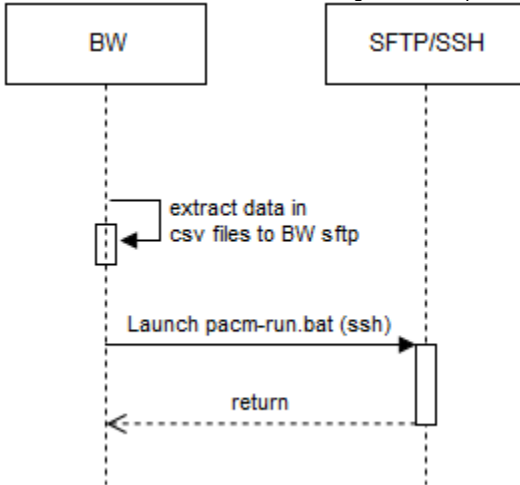 BW
SFTP/SSH
extract data in
csv files to BW sftp
Launch pacm-run.bat (ssh)
return